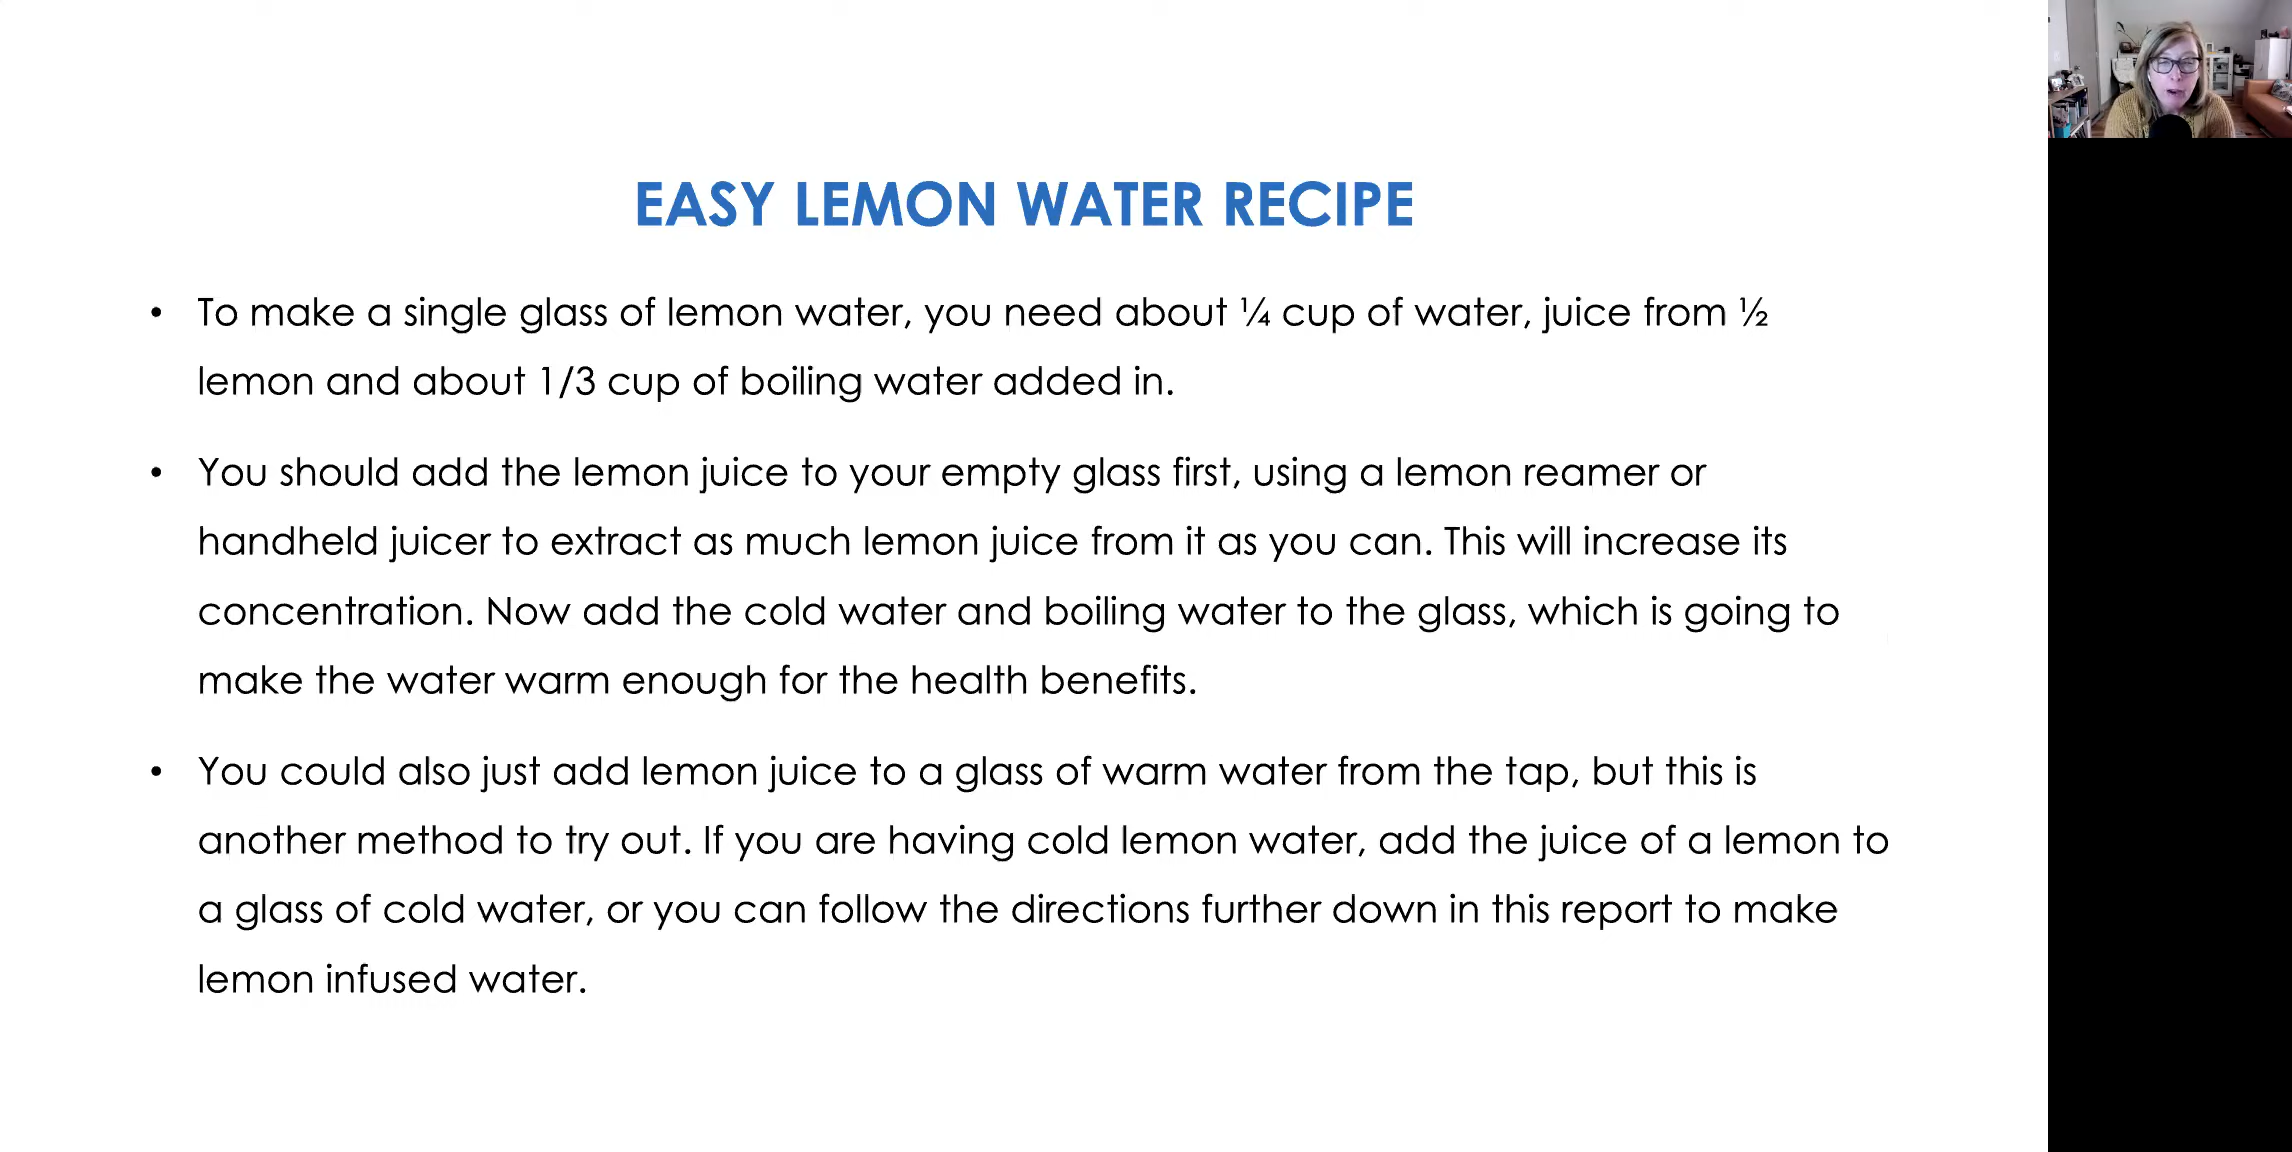 EASY LEMON WATER RECIPE
• To make a single glass of lemon water, you need about ¼ cup of water, juice from ½
lemon and about 1/3 cup of boiling water added in.
• You should add the lemon juice to your empty glass first, using a lemon reamer or
handheld juicer to extract as much lemon juice from it as you can. This will increase its
concentration. Now add the cold water and boiling water to the glass, which is going to
make the water warm enough for the health benefits.
• You could also just add lemon juice to a glass of warm water from the tap, but this is
another method to try out. If you are having cold lemon water, add the juice of a lemon to
a glass of cold water, or you can follow the directions further down in this report to make
lemon infused water.